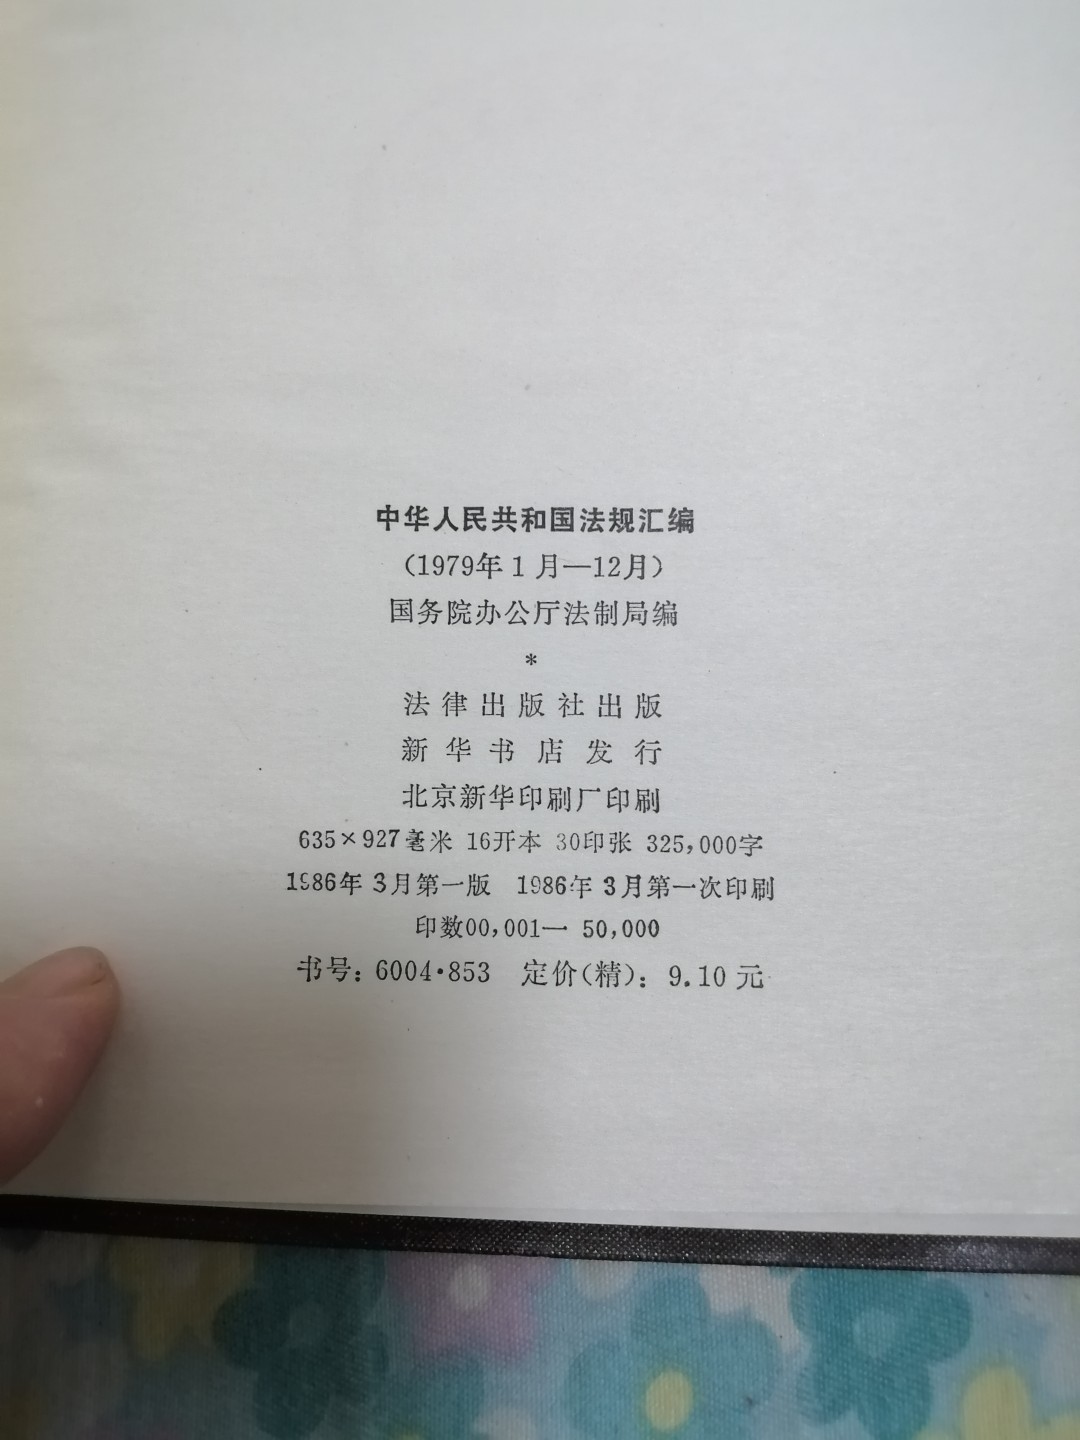 中华人民共和国法规汇编
（1979年1月—12月）
国务院办公厅法制局编
*
法律出版社出版
新华书店发行
北京新华印刷厂印刷
635×927毫米 16开本 30印张 325,000字
1986年3月第一版 1986年3月第一次印刷
印数00,001— 50,000
书号：6004·853 定价(精)：9.10元